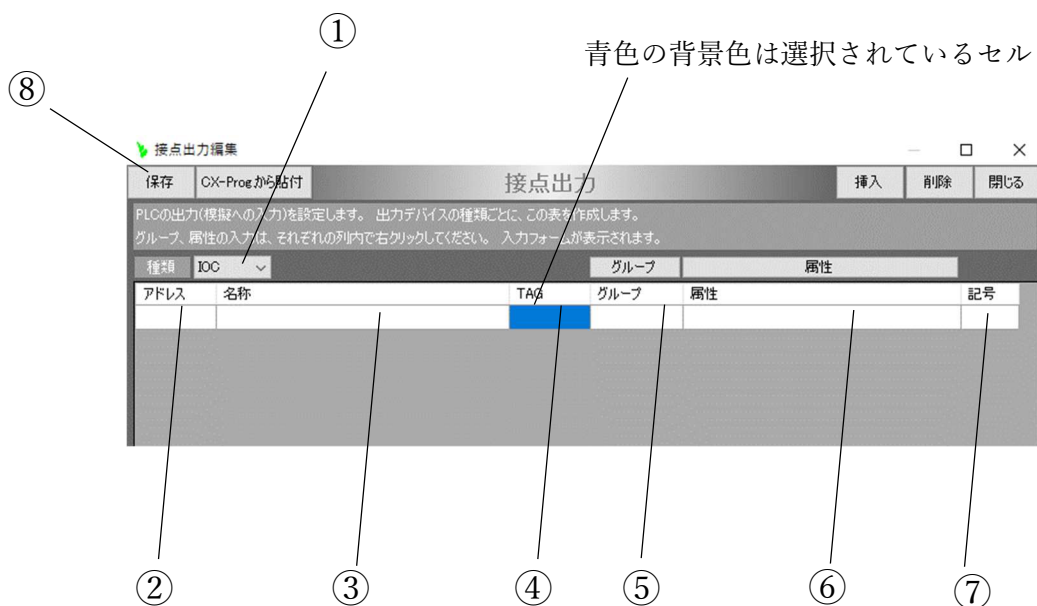 ①
青色の背景色は選択されているセル
⑧
接点出力編集
保存 CX-Progから貼付 接点出力 挿入 削除 閉じる
PLCの出力(模擬への入力)を設定します。 出力デバイスの種類ごとに、この表を作成します。
グループ、属性の入力は、それぞれの列内で右クリックしてください。 入力フォームが表示されます。
種類 IOC グループ 属性
アドレス 名称 TAG グループ 属性 記号
② ③ ④ ⑤ ⑥ ⑦